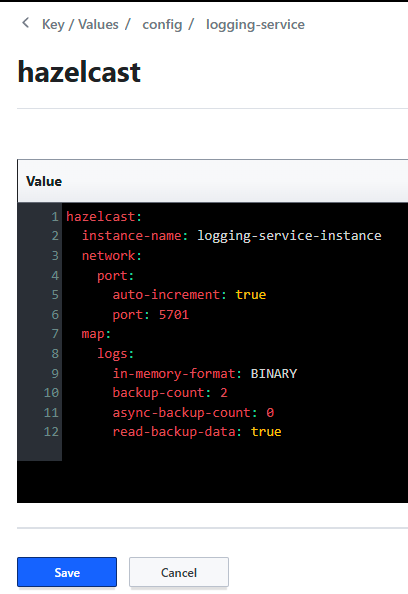 Key / Values / config / logging-service
hazelcast
Value
1 hazelcast:
2   instance-name: logging-service-instance
3   network:
4     port:
5       auto-increment: true
6       port: 5701
7   map:
8     logs:
9       in-memory-format: BINARY
10       backup-count: 2
11       async-backup-count: 0
12       read-backup-data: true
Save Cancel